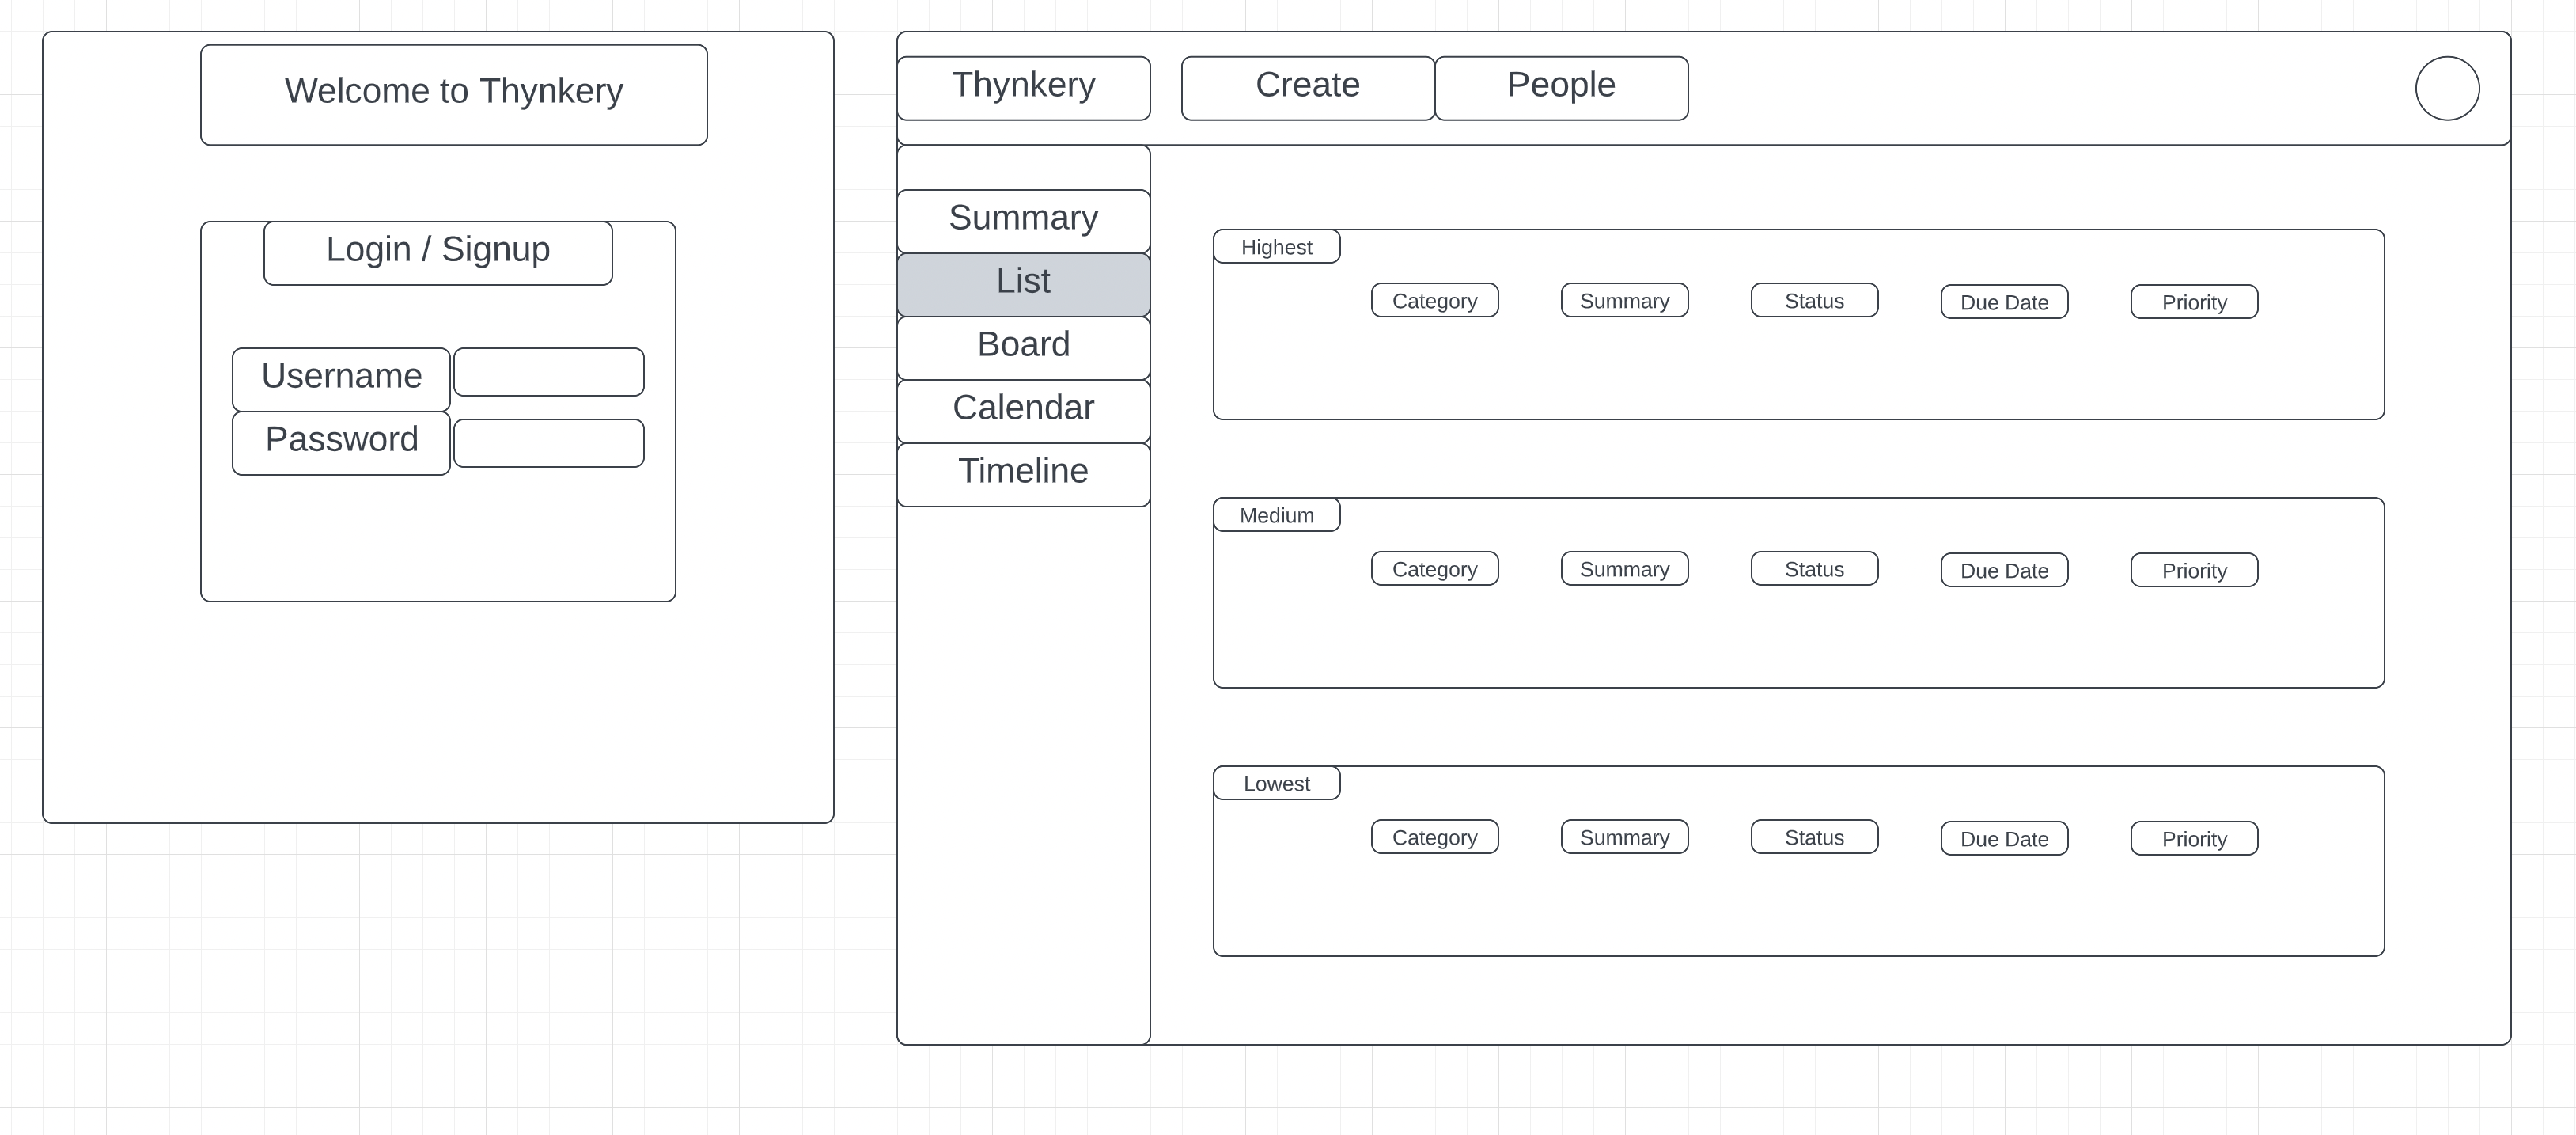 Welcome to Thynkery
Login / Signup
Username
Password
Thynkery
Create
People
Summary
List
Board
Calendar
Timeline
Highest
Category
Summary
Status
Due Date
Priority
Medium
Category
Summary
Status
Due Date
Priority
Lowest
Category
Summary
Status
Due Date
Priority